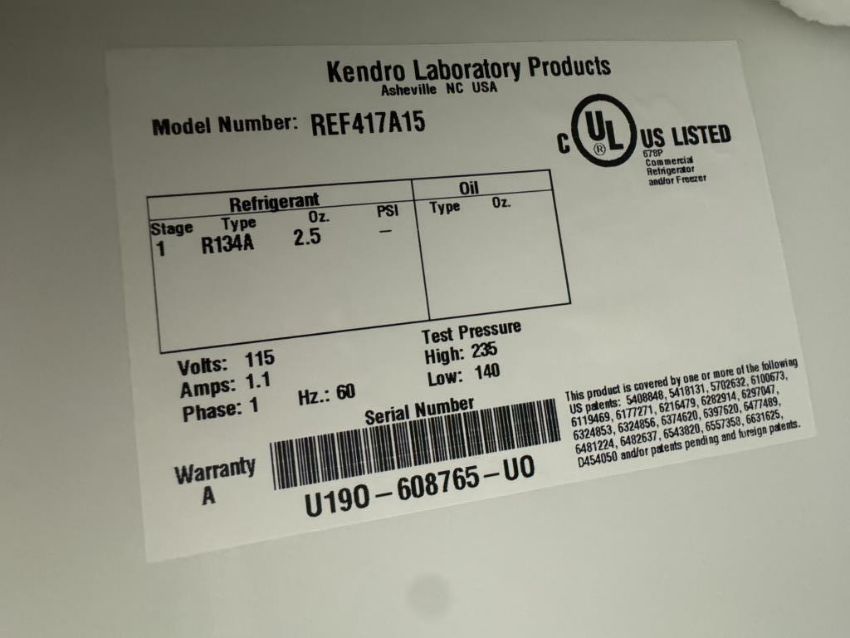 Kendro Laboratory Products
Asheville NC USA
Model Number: REF417A15
C UL ® US LISTED
678P
Commercial
Refrigerator
and/or Freezer
Refrigerant Oil
Stage Type Oz. PSI Type Oz.
1 R134A 2.5 –
Volts: 115
Amps: 1.1
Phase: 1 Hz.: 60
Test Pressure
High: 235
Low: 140
Serial Number
Warranty
A
U19O-608765-UO
This product is covered by one or more of the following
US patents: 5408848, 5418131, 5702632, 6100673,
6119469, 6177271, 6216479, 6282914, 6297047,
6324853, 6324856, 6374620, 6397620, 6477489,
6481224, 6482637, 6543820, 6557358, 6631625,
D454050 and/or patents pending and foreign patents.